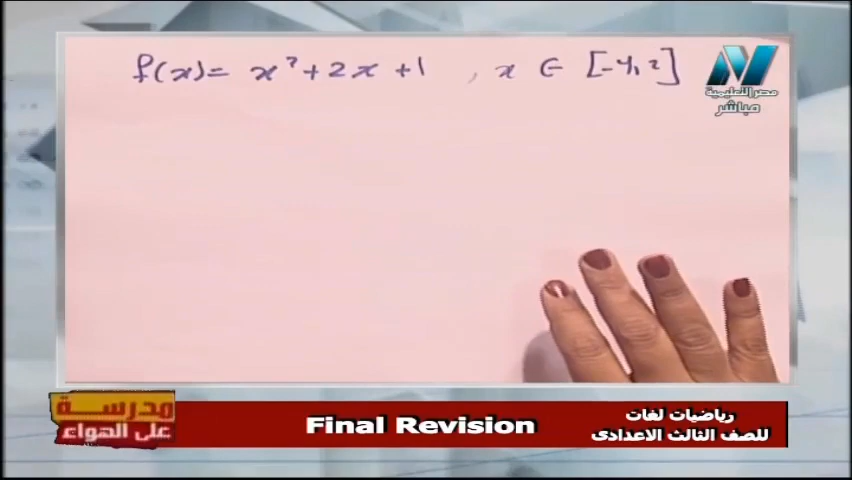 f(x) = x² + 2x + 1 , x ∈ [-4, 2]
مصر التعليمية
مباشر
مدرسة
على الهواء
Final Revision
رياضيات لغات
للصف الثالث الاعدادى